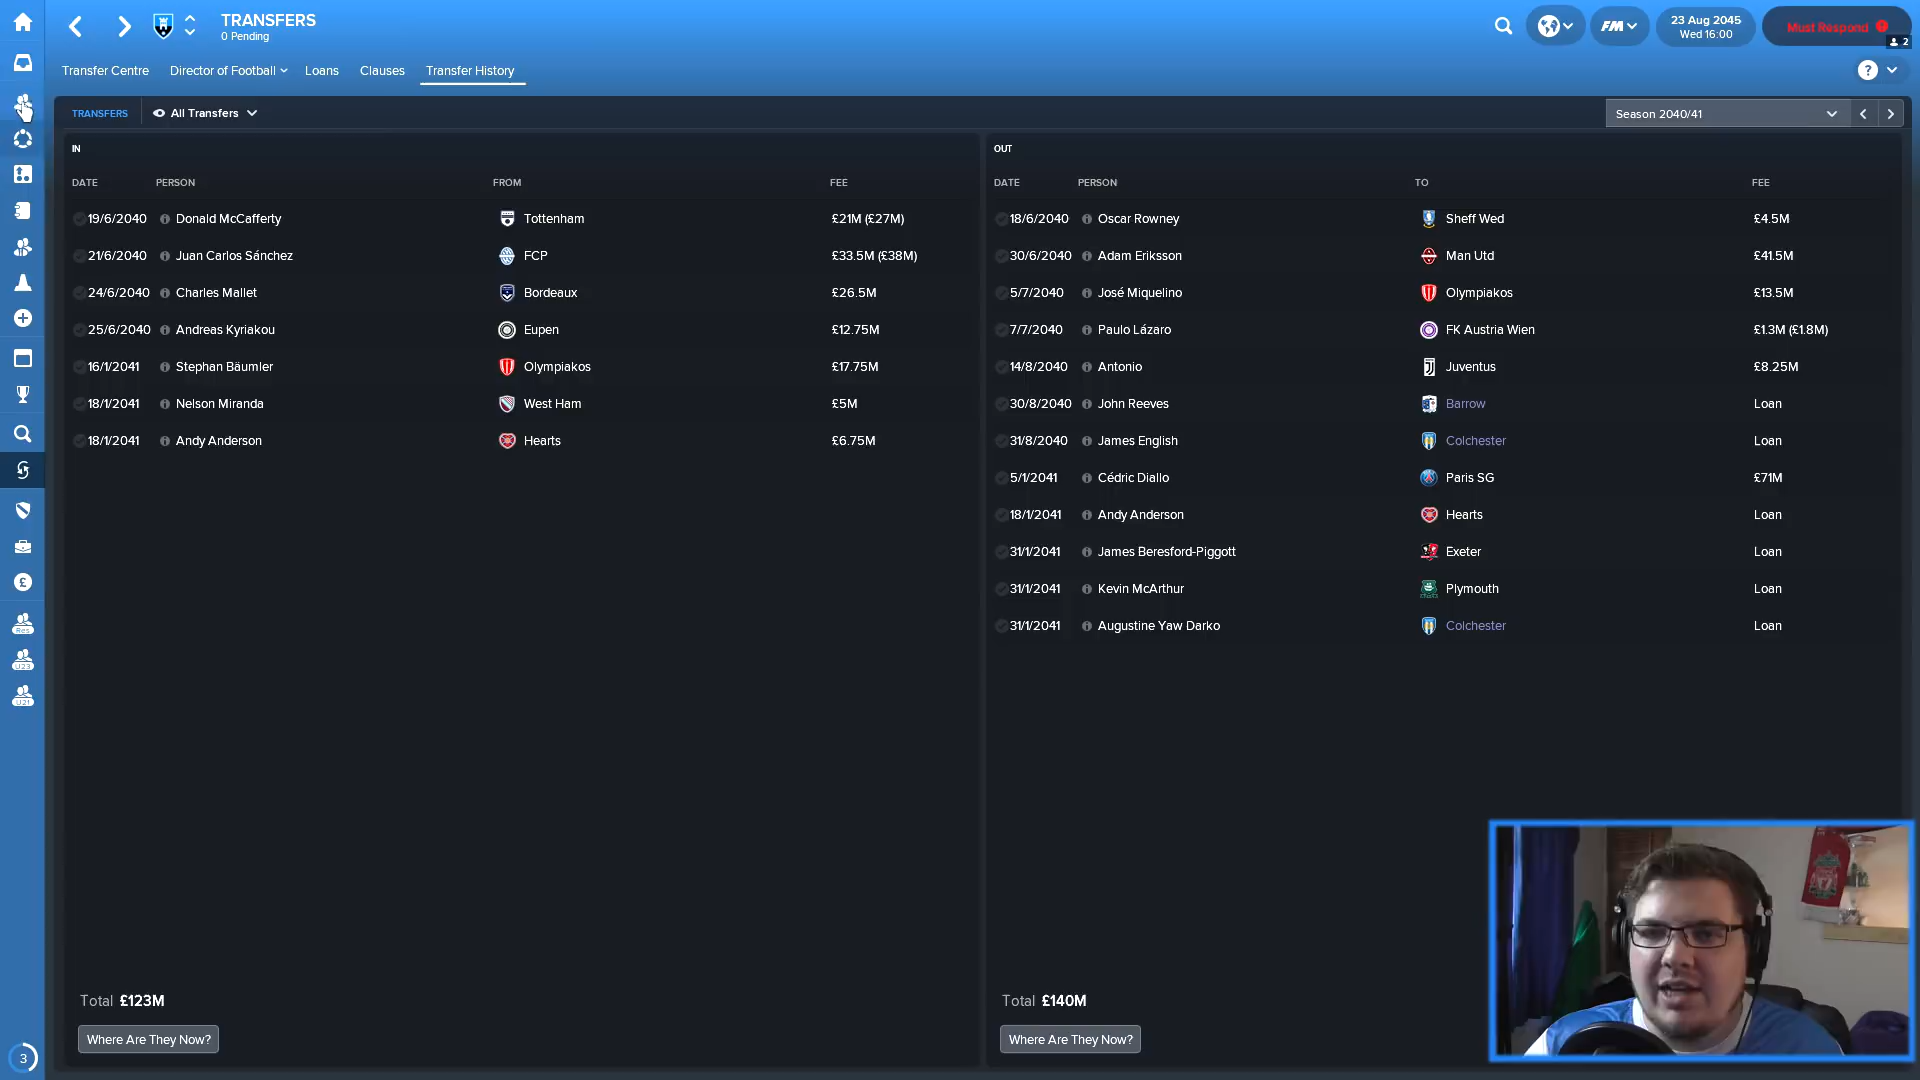 TRANSFERS
0 Pending
FM
23 Aug 2045
Wed 16:00
Must Respond
2
Transfer Centre
Director of Football
Loans
Clauses
Transfer History
?
TRANSFERS
All Transfers
Season 2040/41
IN
DATE PERSON FROM FEE
19/6/2040 Donald McCafferty Tottenham £21M (£27M)
21/6/2040 Juan Carlos Sánchez FCP £33.5M (£38M)
24/6/2040 Charles Mallet Bordeaux £26.5M
25/6/2040 Andreas Kyriakou Eupen £12.75M
16/1/2041 Stephan Bäumler Olympiakos £17.75M
18/1/2041 Nelson Miranda West Ham £5M
18/1/2041 Andy Anderson Hearts £6.75M
Total £123M
Where Are They Now?
OUT
DATE PERSON TO FEE
18/6/2040 Oscar Rowney Sheff Wed £4.5M
30/6/2040 Adam Eriksson Man Utd £41.5M
5/7/2040 José Miquelino Olympiakos £13.5M
7/7/2040 Paulo Lázaro FK Austria Wien £1.3M (£1.8M)
14/8/2040 Antonio Juventus £8.25M
30/8/2040 John Reeves Barrow Loan
31/8/2040 James English Colchester Loan
5/1/2041 Cédric Diallo Paris SG £71M
18/1/2041 Andy Anderson Hearts Loan
31/1/2041 James Beresford-Piggott Exeter Loan
31/1/2041 Kevin McArthur Plymouth Loan
31/1/2041 Augustine Yaw Darko Colchester Loan
Total £140M
Where Are They Now?
£
Res
U23
U21
3